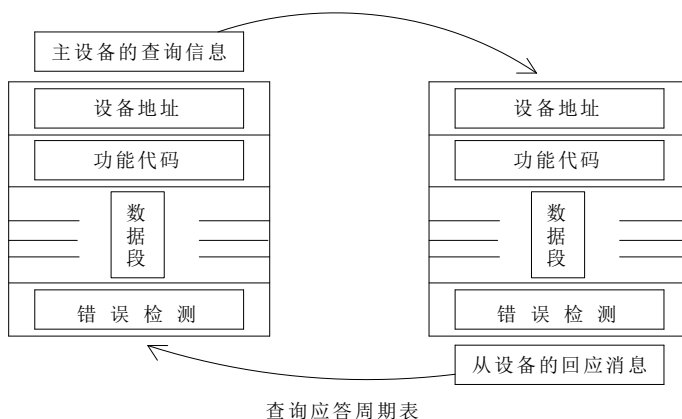 主设备的查询信息
设备地址
功能代码
数据段
错误检测
设备地址
功能代码
数据段
错误检测
从设备的回应消息
查询应答周期表